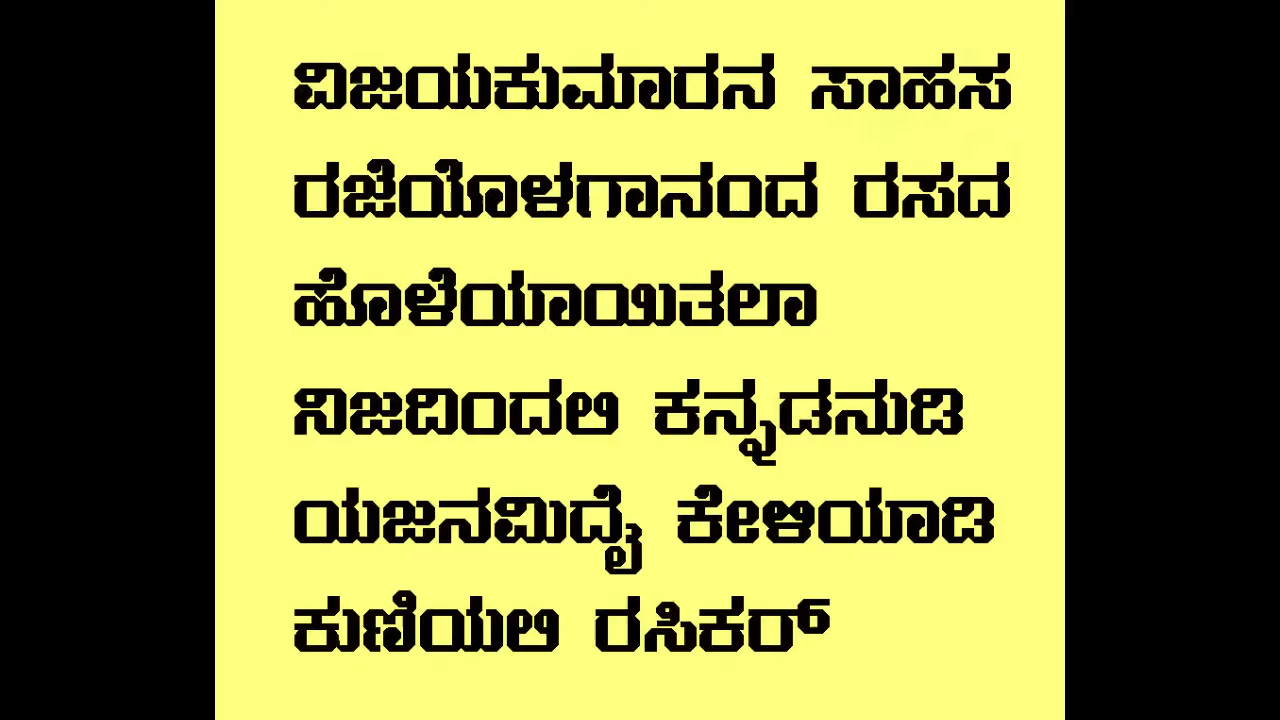 ವಿಜಯಕುಮಾರನ ಸಾಹಸ
ರಜೆಯೊಳಗಾನಂದ ರಸದ
ಹೊಳೆಯಾಯಿತಲಾ
ನಿಜದಿಂದಲಿ ಕನ್ನಡನುಡಿ
ಯಜನಮಿದೈ ಕೇಳಿಯಾಡಿ
ಕುಣಿಯಲಿ ರಸಿಕರ್